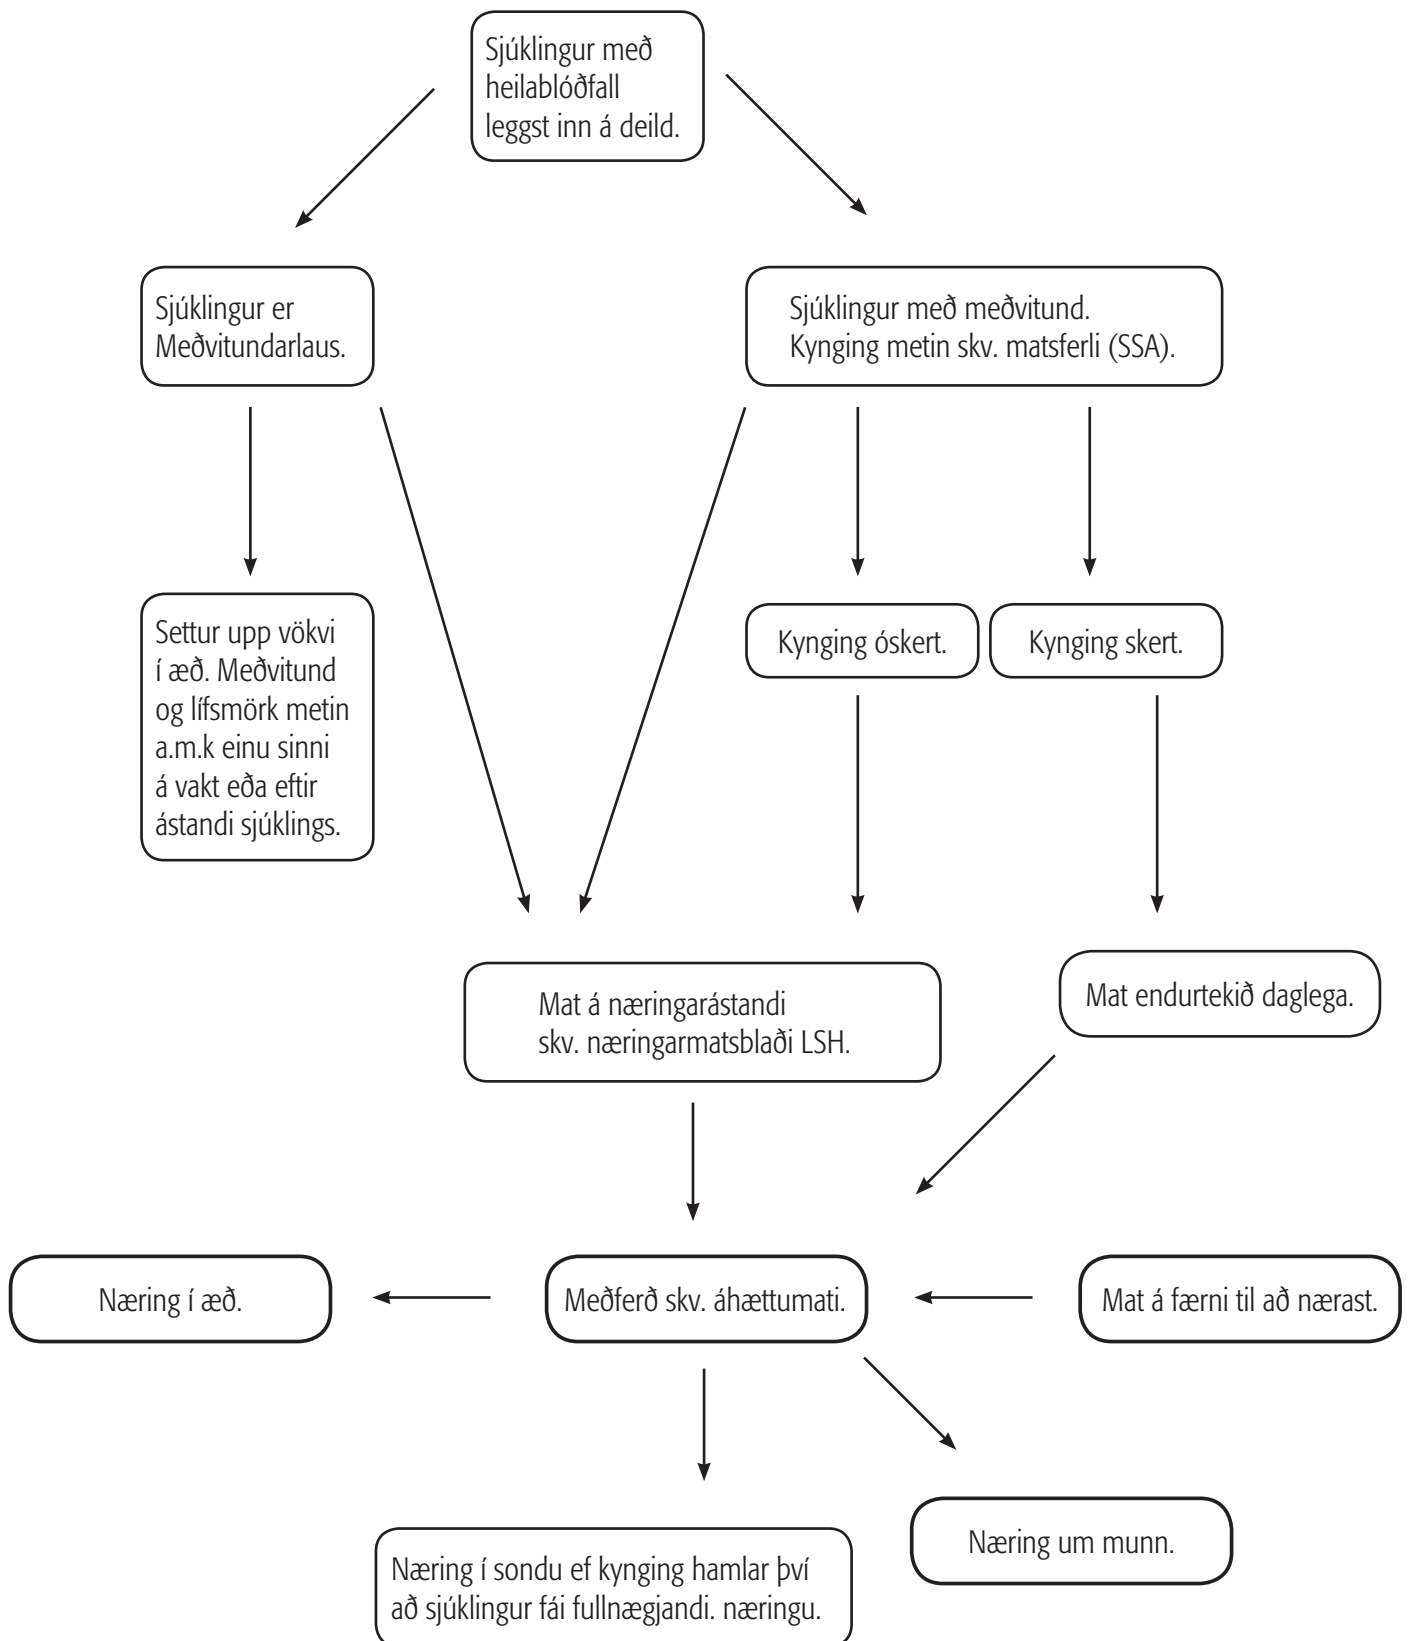 Sjúklingur með
heilablóðfall
leggst inn á deild.
Sjúklingur er
Meðvitundarlaus.
Sjúklingur með meðvitund.
Kynging metin skv. matsferli (SSA).
Settur upp vökvi
í æð. Meðvitund
og lífsmörk metin
a.m.k einu sinni
á vakt eða eftir
ástandi sjúklings.
Kynging óskert.
Kynging skert.
Mat á næringarástandi
skv. næringarmatsblaði LSH.
Mat endurtekið daglega.
Næring í æð.
Meðferð skv. áhættumati.
Mat á færni til að nærast.
Næring í sondu ef kynging hamlar því
að sjúklingur fái fullnægjandi. næringu.
Næring um munn.